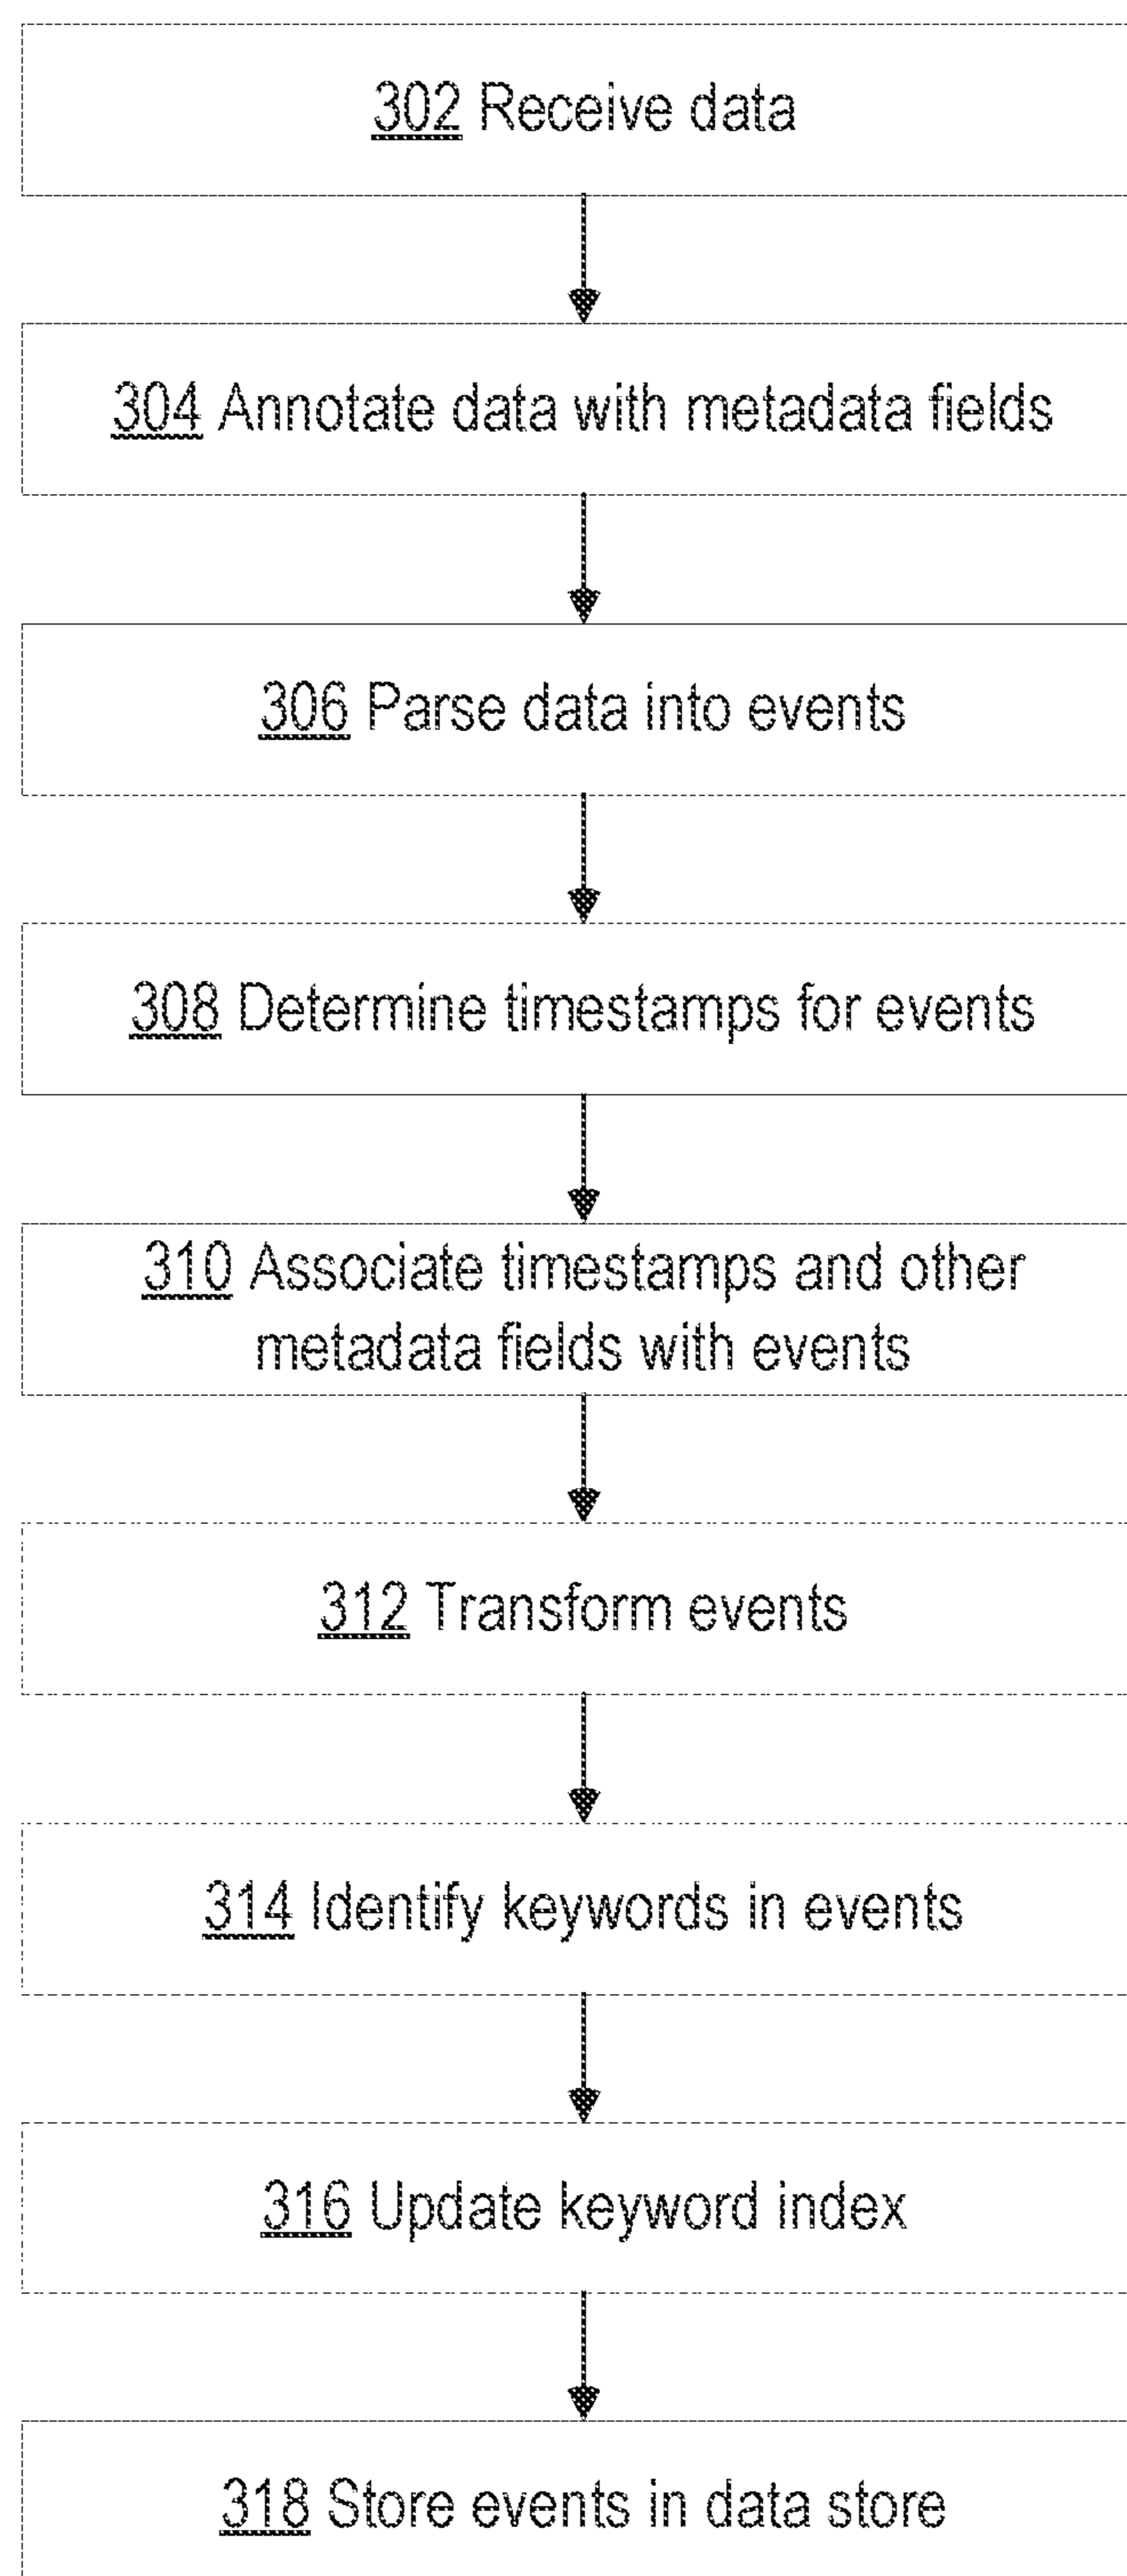 302 Receive data
304 Annotate data with metadata fields
306 Parse data into events
308 Determine timestamps for events
310 Associate timestamps and other
metadata fields with events
312 Transform events
314 Identify keywords in events
316 Update keyword index
318 Store events in data store